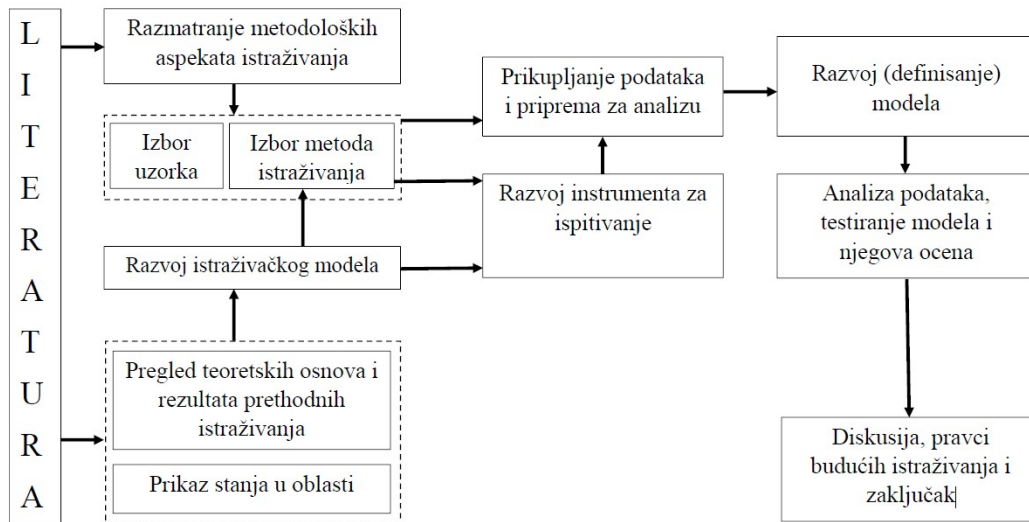 LITERATURA
Razmatranje metodoloških
aspekata istraživanja
Izbor
uzorka
Izbor metoda
istraživanja
Razvoj istraživačkog modela
Pregled teoretskih osnova i
rezultata prethodnih
istraživanja
Prikaz stanja u oblasti
Prikupljanje podataka
i priprema za analizu
Razvoj instrumenta za
ispitivanje
Razvoj (definisanje)
modela
Analiza podataka,
testiranje modela i
njegova ocena
Diskusija, pravci
budućih istraživanja i
zaključak